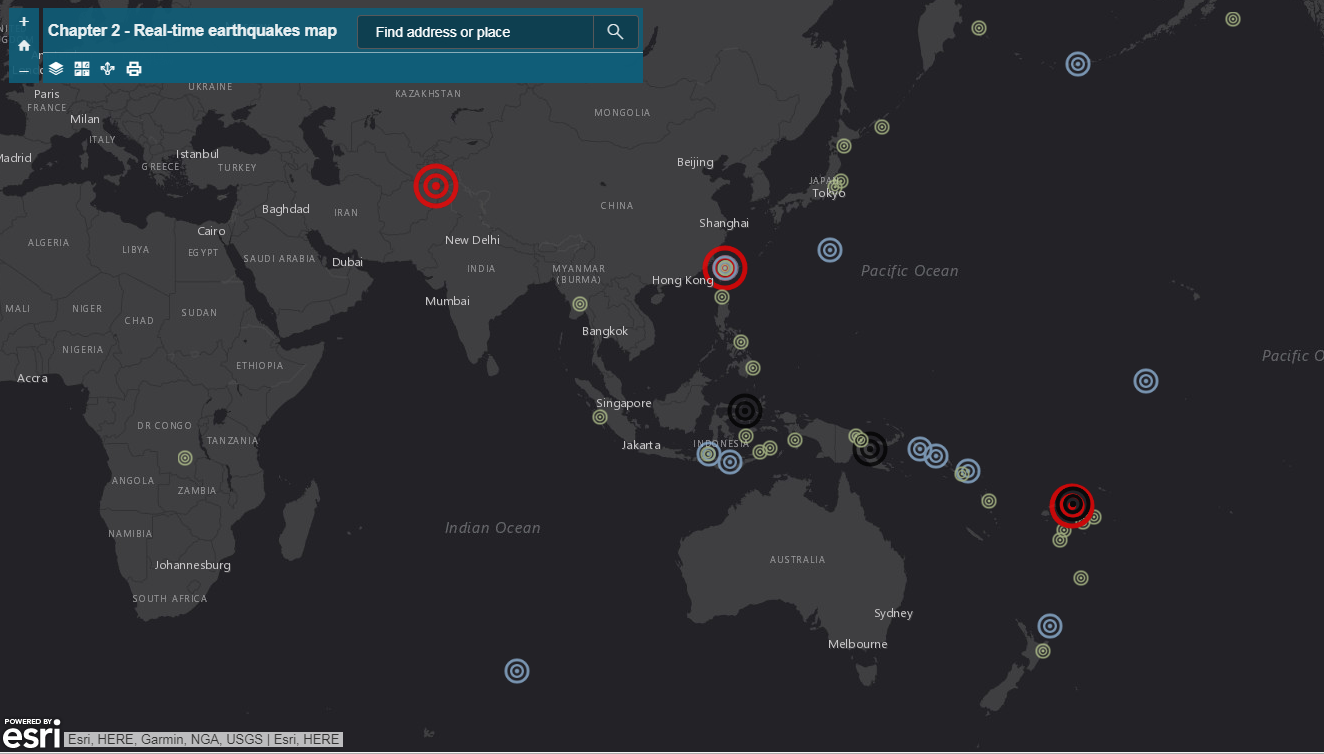 +
Chapter 2 - Real-time earthquakes map
Find address or place
UKRAINE
Paris
KAZAKHSTAN
FRANCE
MONGOLIA
Milan
ITALY
Istanbul
Madrid
GREECE
TURKEY
Beijing
JAPAN
Tokyo
CHINA
Baghdad
IRAN
Shanghai
Cairo
ALGERIA
LIBYA
EGYPT
New Delhi
SAUDI ARABIA
Dubai
INDIA
MYANMAR
(BURMA)
Pacific Ocean
Hong Kong
Mumbai
MALI
NIGER
SUDAN
CHAD
Bangkok
NIGERIA
Pacific O
ETHIOPIA
Accra
Singapore
DR CONGO
TANZANIA
Jakarta
INDONESIA
ANGOLA
ZAMBIA
Indian Ocean
NAMIBIA
AUSTRALIA
Johannesburg
SOUTH AFRICA
Sydney
Melbourne
POWERED BY
esri
Esri, HERE, Garmin, NGA, USGS | Esri, HERE